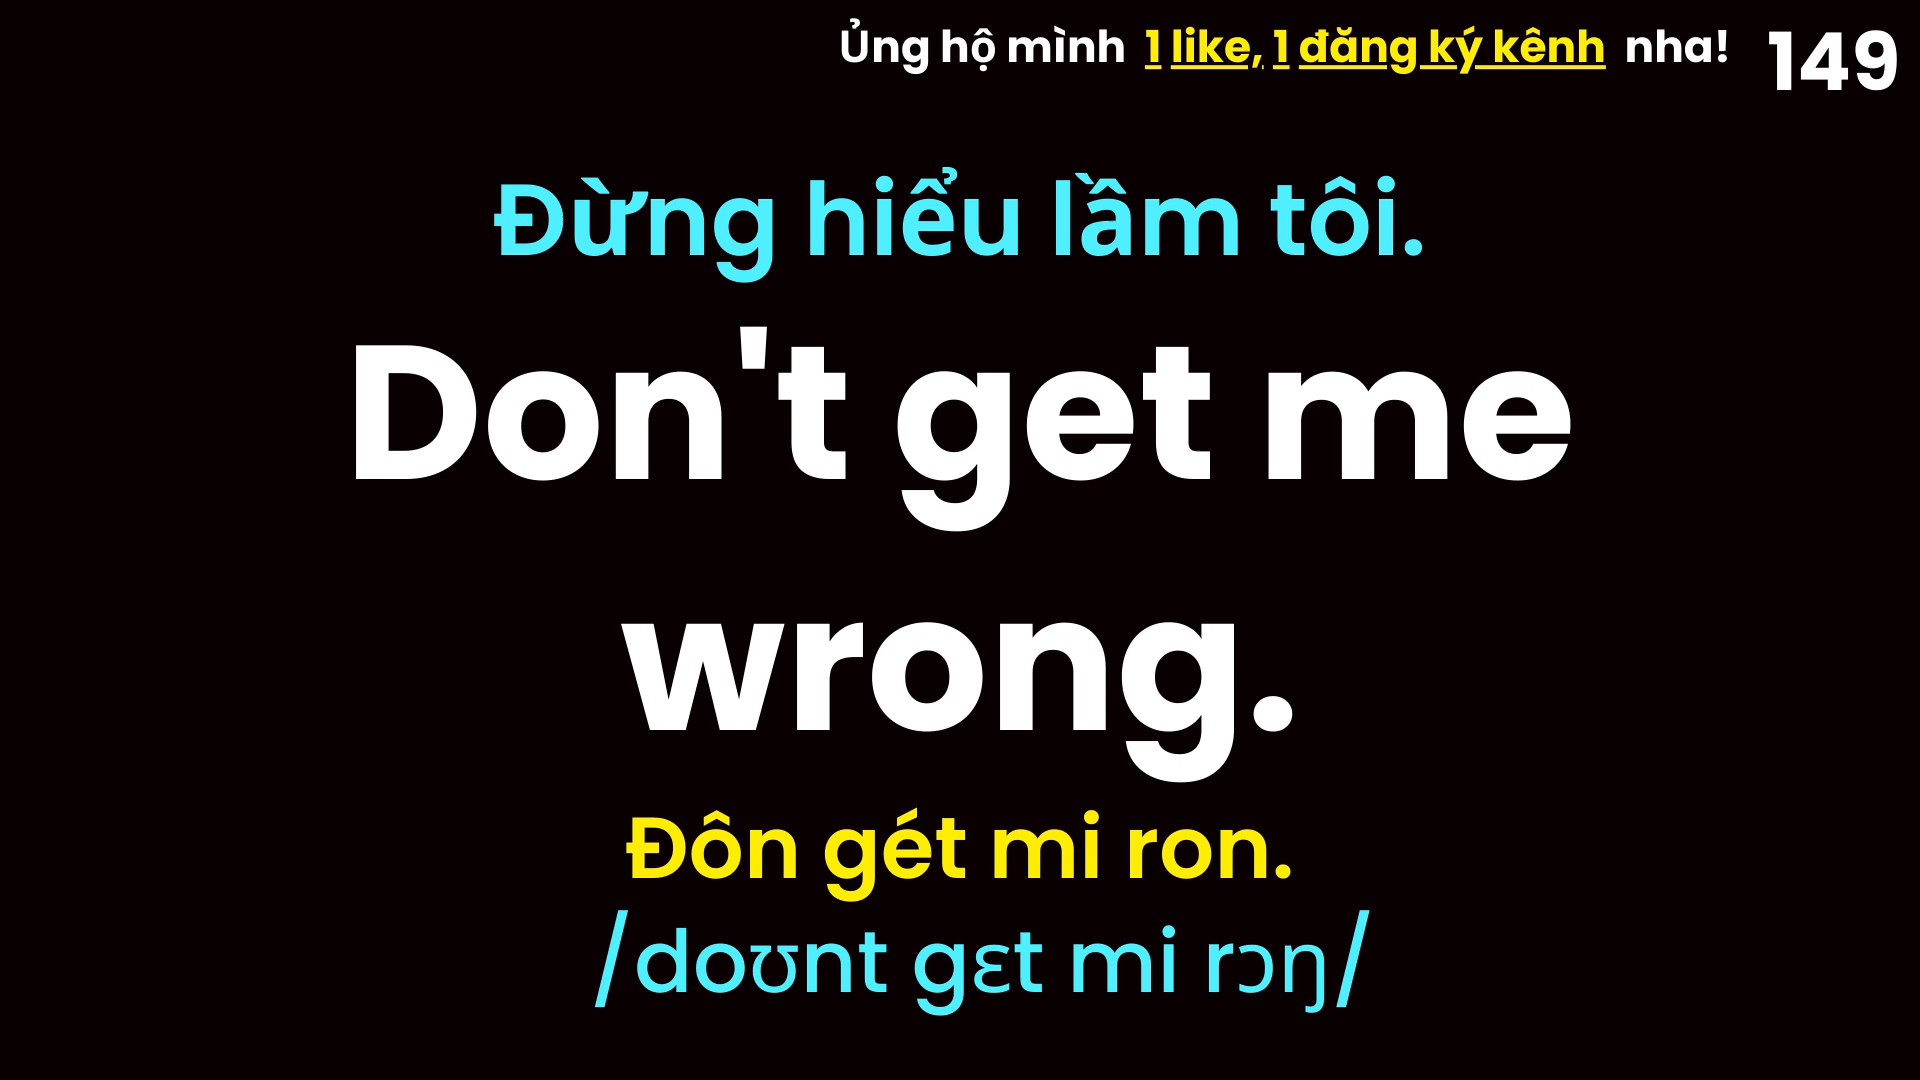 Ủng hộ mình 1 like, 1 đăng ký kênh nha! 149
Đừng hiểu lầm tôi.
Don't get me
wrong.
Đôn gét mi ron.
/doʊnt gɛt mi rɔŋ/